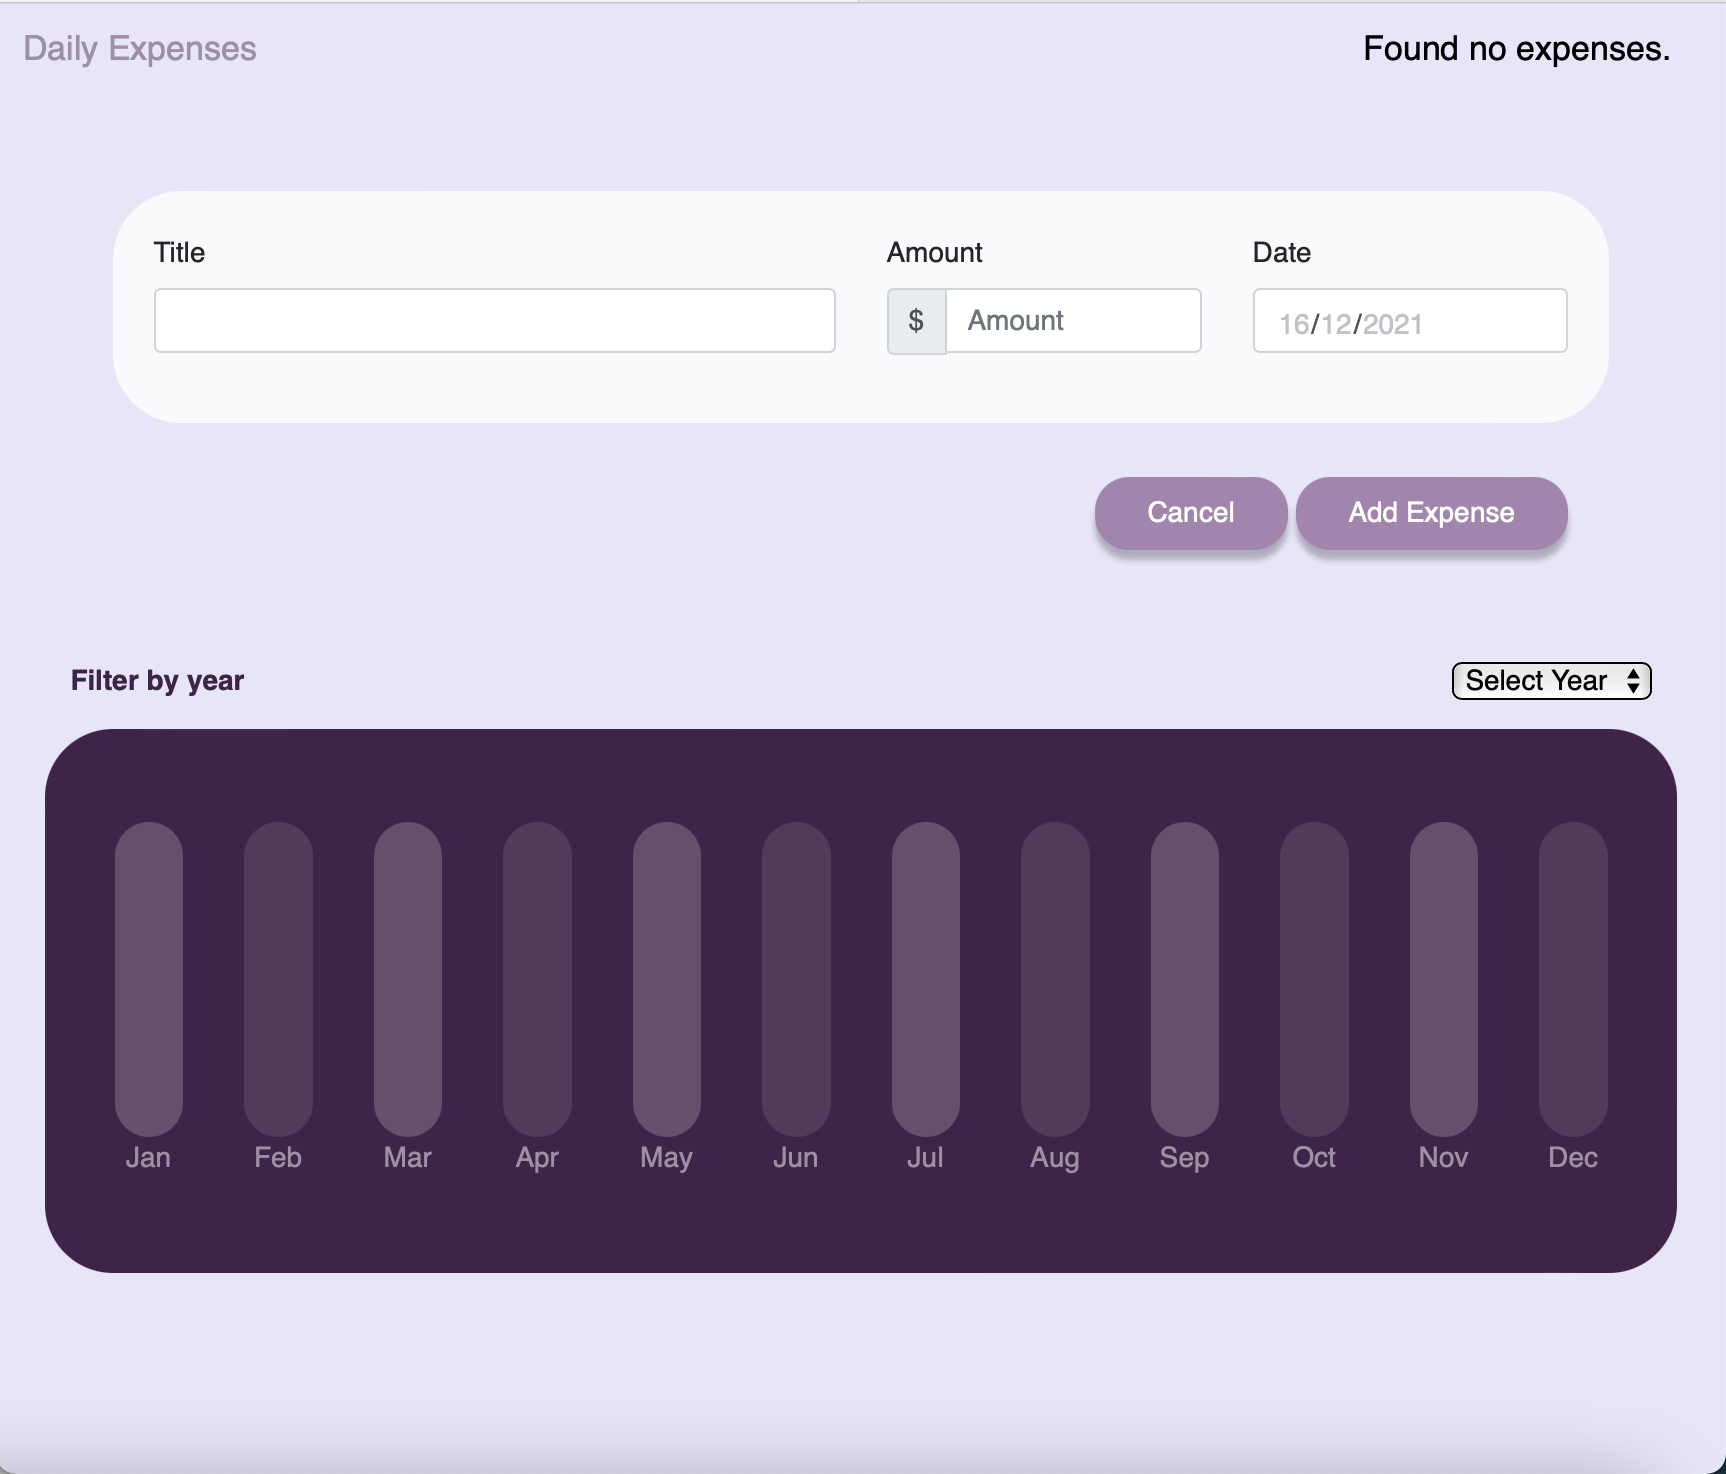 Daily Expenses
Found no expenses.
Title
Amount
Date
$
Amount
16/12/2021
Cancel
Add Expense
Filter by year
Select Year
Jan Feb Mar Apr May Jun Jul Aug Sep Oct Nov Dec